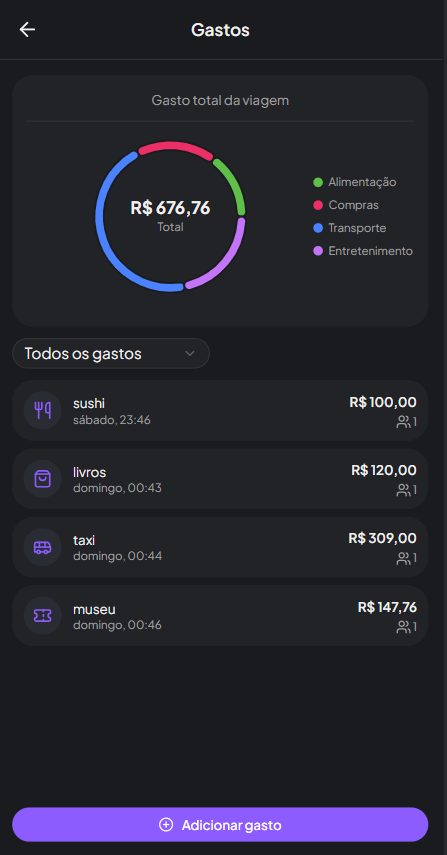 Gastos
Gasto total da viagem
R$ 676,76
Total
Alimentação
Compras
Transporte
Entretenimento
Todos os gastos
sushi
sábado, 23:46
R$ 100,00
1
livros
domingo, 00:43
R$ 120,00
1
taxi
domingo, 00:44
R$ 309,00
1
museu
domingo, 00:46
R$ 147,76
1
Adicionar gasto